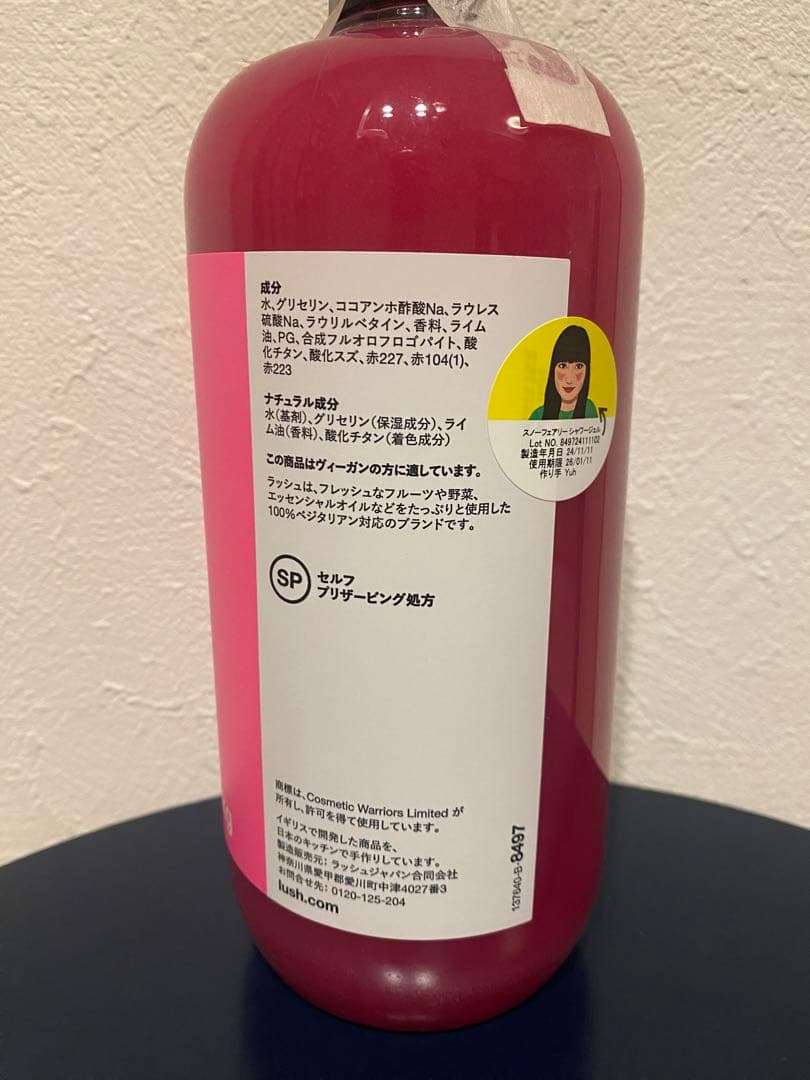 成分
水、グリセリン、ココアンホ酢酸Na、ラウレス
硫酸Na、ラウリルベタイン、香料、ライム
油、PG、合成フルオロフロゴパイト、酸
化チタン、酸化スズ、赤227、赤104(1)、
赤223
ナチュラル成分
水(基剤)、グリセリン(保湿成分)、ライ
ム油(香料)、酸化チタン(着色成分)
この商品はヴィーガンの方に適しています。
ラッシュは、フレッシュなフルーツや野菜、
エッセンシャルオイルなどをたっぷりと使用した
100%ベジタリアン対応のブランドです。
SP
セルフ
プリザービング処方
商標は、Cosmetic Warriors Limited が
所有し、許可を得て使用しています。
イギリスで開発した商品を、
日本のキッチンで手作りしています。
製造販売元:ラッシュジャパン合同会社
神奈川県愛甲郡愛川町中津4027番3
お問合せ先:0120-125-204
lush.com
137640-B-8497
スノーフェアリー シャワージェル
Lot NO. 849724111102
製造年月日 24/11/11
使用期限 26/01/11
作り手 Yuh